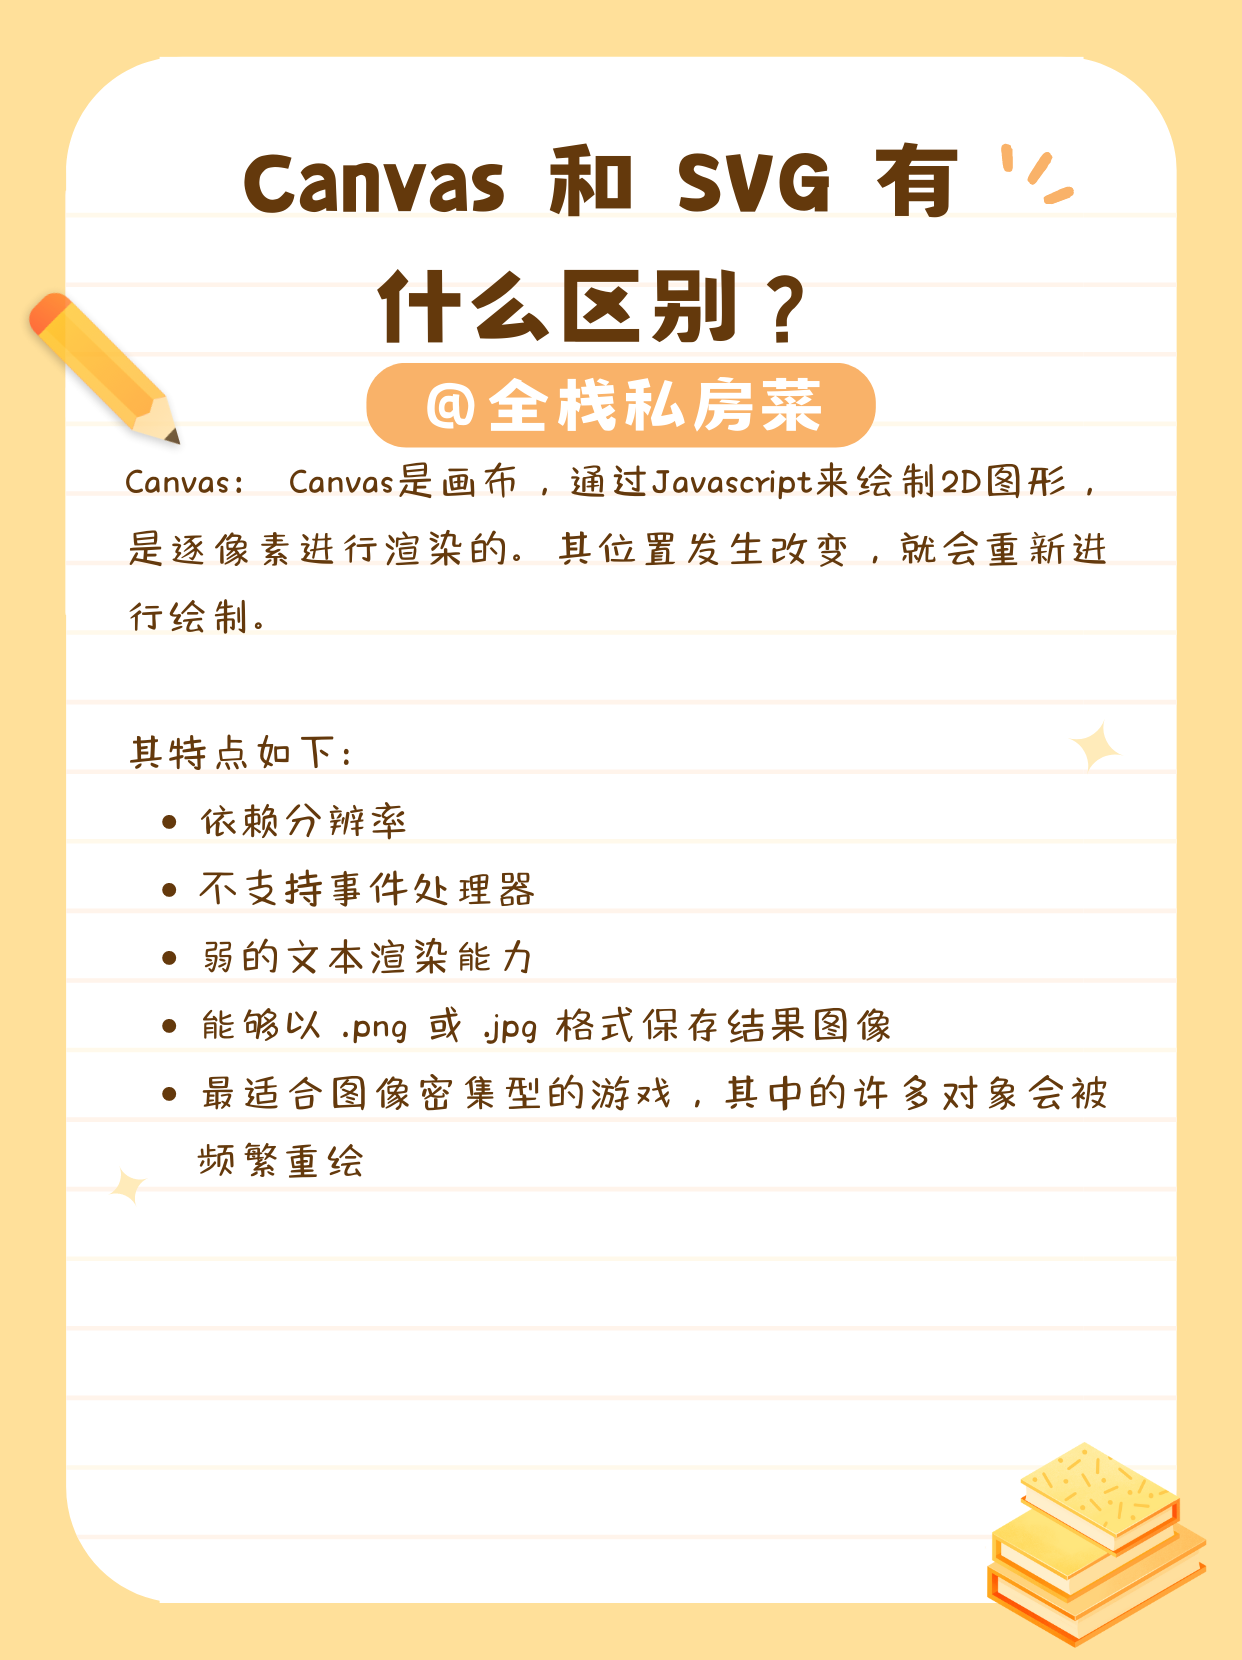 Canvas 和 SVG 有
什么区别？
@全栈私房菜
Canvas： Canvas是画布，通过Javascript来绘制2D图形，
是逐像素进行渲染的。其位置发生改变，就会重新进
行绘制。
其特点如下：
• 依赖分辨率
• 不支持事件处理器
• 弱的文本渲染能力
• 能够以 .png 或 .jpg 格式保存结果图像
• 最适合图像密集型的游戏，其中的许多对象会被
频繁重绘